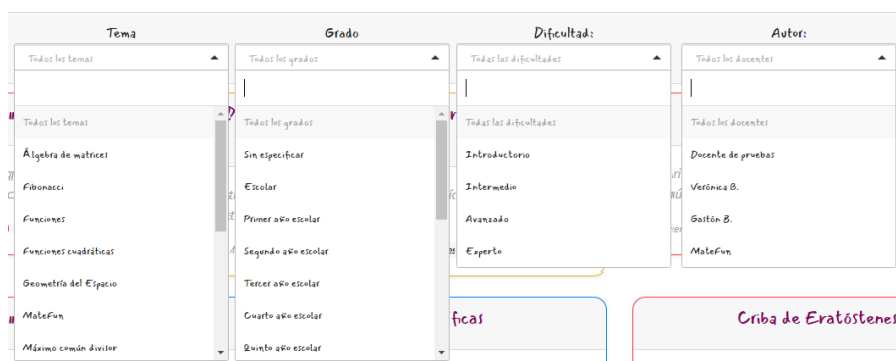 Tema
Todos los temas
Todos los temas
Álgebra de matrices
Fibonacci
Funciones
Funciones cuadráticas
Geometría del Espacio
MateFun
Máximo común divisor
Grado
Todos los grados
Todos los grados
Sin especificar
Escolar
Primer año escolar
Segundo año escolar
Tercer año escolar
Cuarto año escolar
Quinto año escolar
Dificultad:
Todas las dificultades
Todas las dificultades
Introductorio
Intermedio
Avanzado
Experto
Autor:
Todos los docentes
Todos los docentes
Docente de pruebas
Verónica B.
Gastón B.
MateFun
ficas
Criba de Eratóstenes